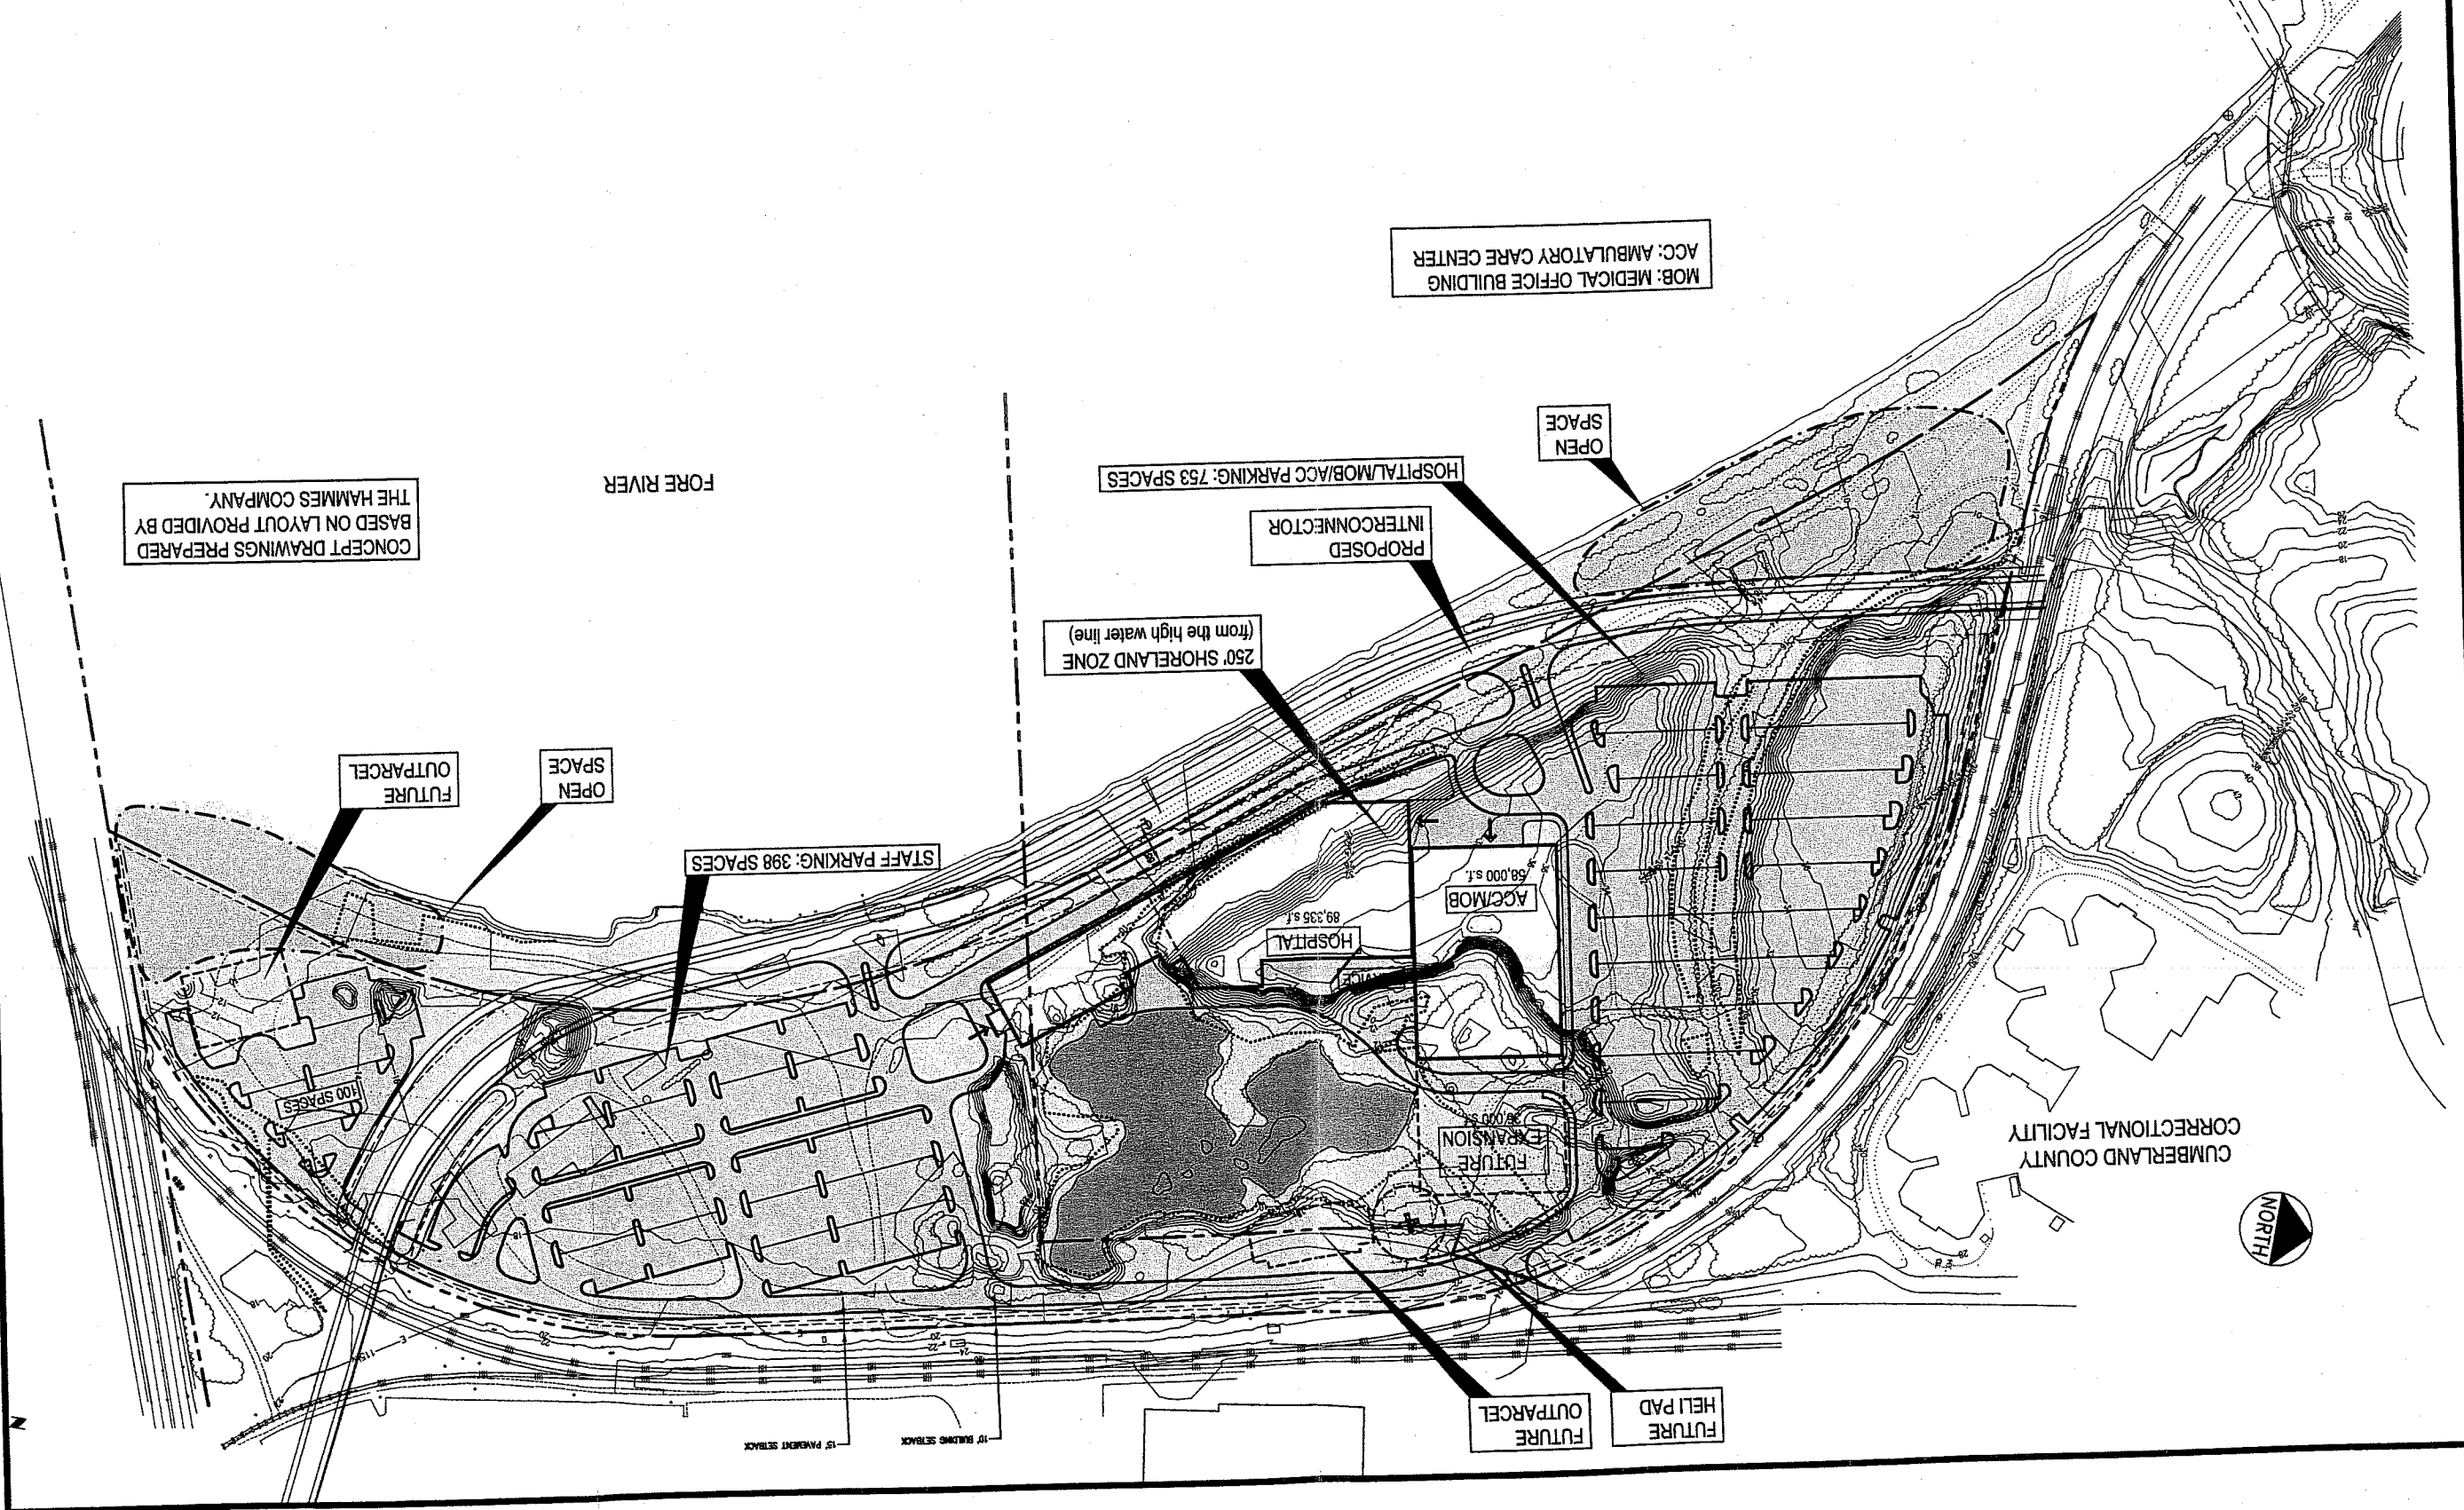 FUTURE
HELI PAD
FUTURE
OUTPARCEL
10' BUILDING SETBACK
15' PAVEMENT SETBACK
NORTH
CUMBERLAND COUNTY
CORRECTIONAL FACILITY
FUTURE
EXPANSION
100 SPACES
HOSPITAL
89,335 s.f.
ACC/MOB
58,000 s.f.
STAFF PARKING: 398 SPACES
OPEN
SPACE
FUTURE
OUTPARCEL
250' SHORELAND ZONE
(from the high water line)
PROPOSED
INTERCONNECTOR
HOSPITAL/MOB/ACC PARKING: 753 SPACES
OPEN
SPACE
FORE RIVER
CONCEPT DRAWINGS PREPARED
BASED ON LAYOUT PROVIDED BY
THE HAMMES COMPANY.
MOB: MEDICAL OFFICE BUILDING
ACC: AMBULATORY CARE CENTER